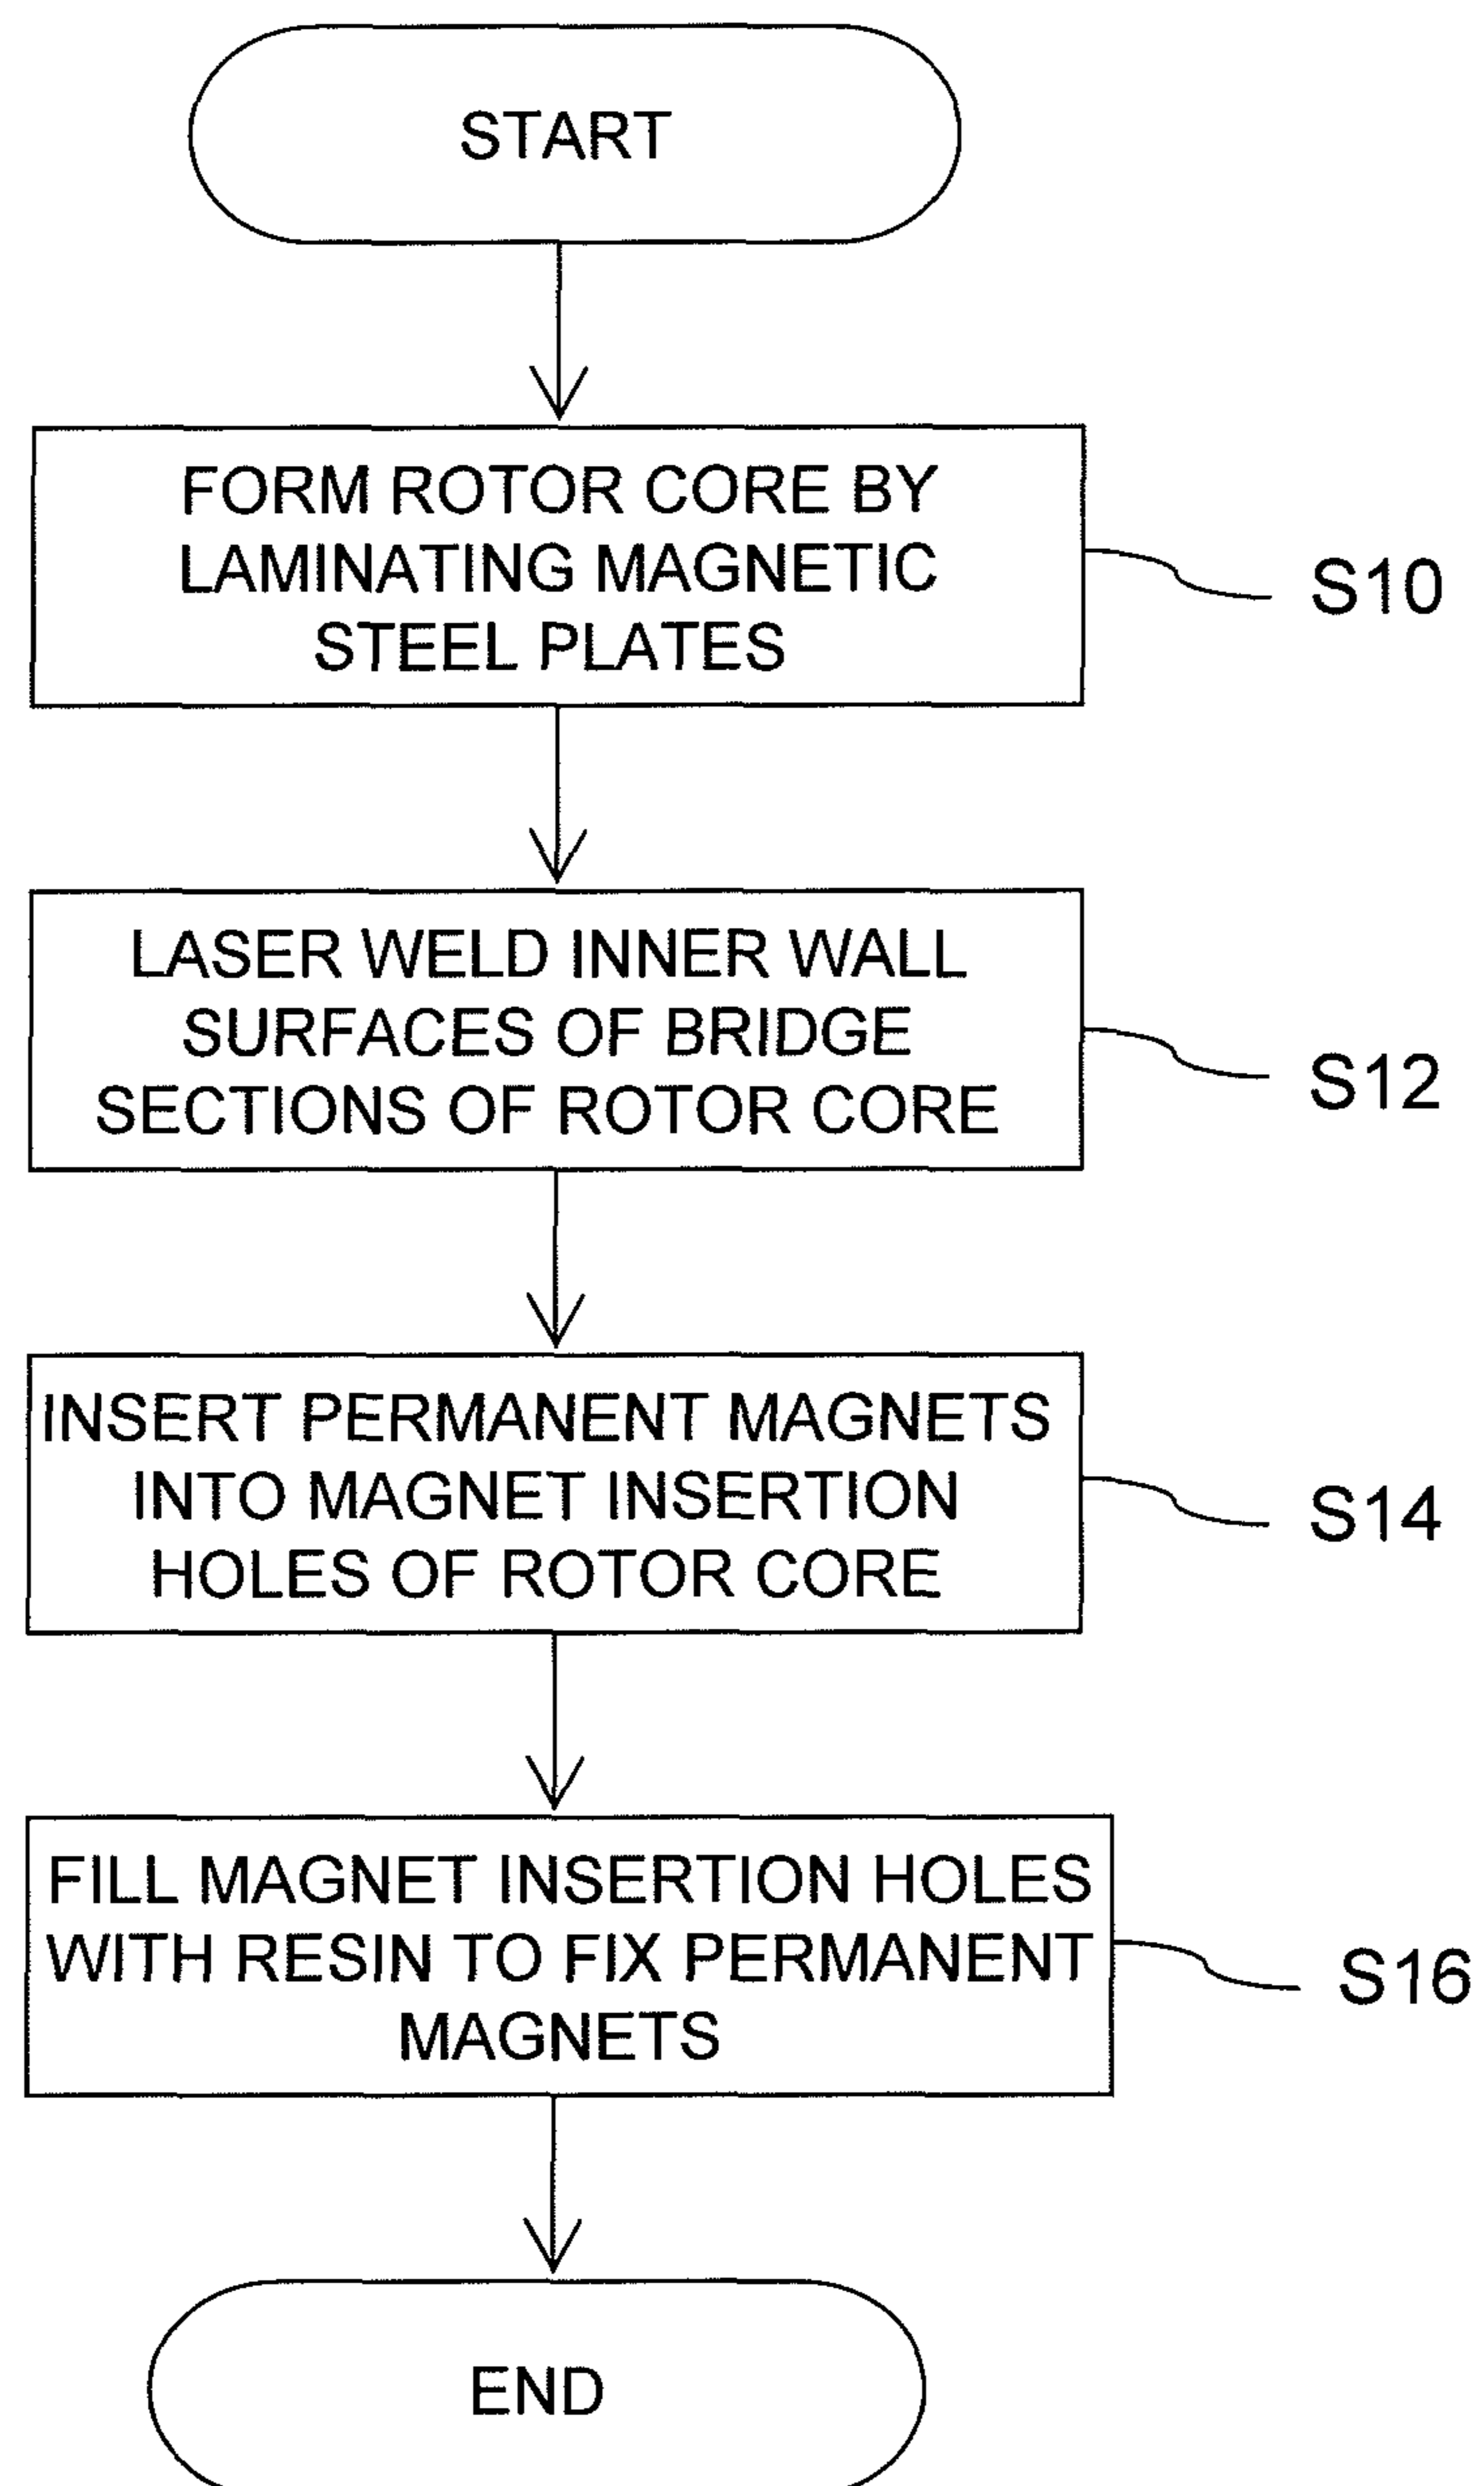 START
FORM ROTOR CORE BY
LAMINATING MAGNETIC
STEEL PLATES
S10
LASER WELD INNER WALL
SURFACES OF BRIDGE
SECTIONS OF ROTOR CORE
S12
INSERT PERMANENT MAGNETS
INTO MAGNET INSERTION
HOLES OF ROTOR CORE
S14
FILL MAGNET INSERTION HOLES
WITH RESIN TO FIX PERMANENT
MAGNETS
S16
END